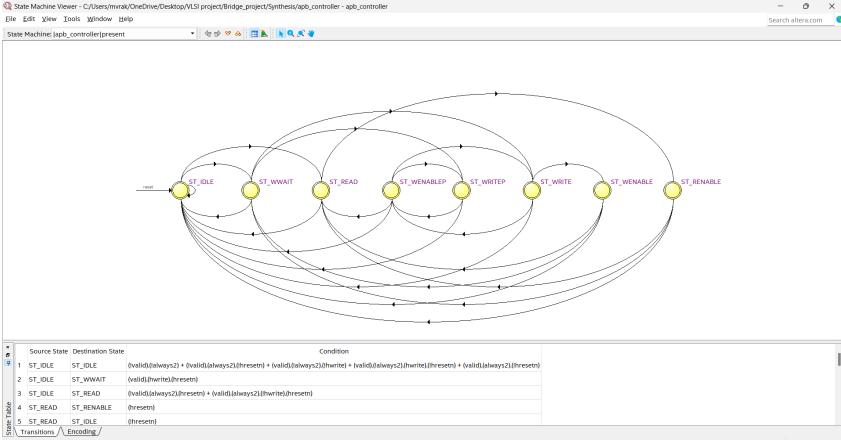 State Machine Viewer - C:/Users/mvrak/OneDrive/Desktop/VLSI project/Bridge_project/Synthesis/apb_controller - apb_controller
File Edit View Tools Window Help
Search altera.com
State Machine: |apb_controller|present
reset
ST_IDLE ST_WWAIT ST_READ ST_WENABLEP ST_WRITEP ST_WRITE ST_WENABLE ST_RENABLE
Source State Destination State Condition
1 ST_IDLE ST_IDLE (!valid).(!always2) + (!valid).(always2).(!hresetn) + (valid).(!always2).(!hwrite) + (valid).(always2).(!hwrite).(!hresetn) + (valid).(always2).(!hresetn)
2 ST_IDLE ST_WWAIT (valid).(hwrite).(hresetn)
3 ST_IDLE ST_READ (!valid).(always2).(hresetn) + (valid).(always2).(!hwrite).(hresetn)
4 ST_READ ST_RENABLE (hresetn)
5 ST_READ ST_IDLE (!hresetn)
State Table
Transitions Encoding